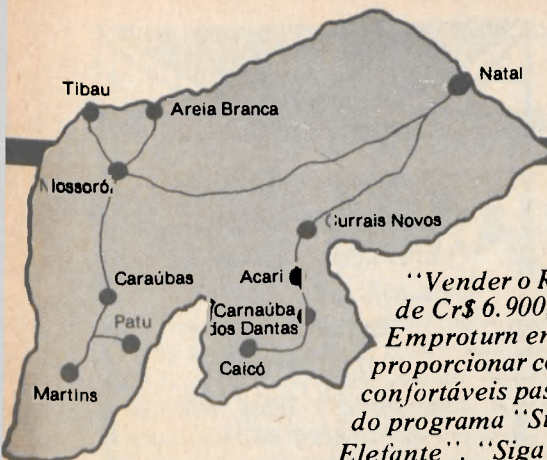 Natal
Tibau
Areia Branca
Mossoró
Currais Novos
Caraúbas
Acari
Carnaúba
dos Dantas
Patu
Caicó
Martins
"Vender o R
de Cr$ 6.900,
Emproturn en
proporcionar co
confortáveis pas
do programa "Si
Elefante". "Siga